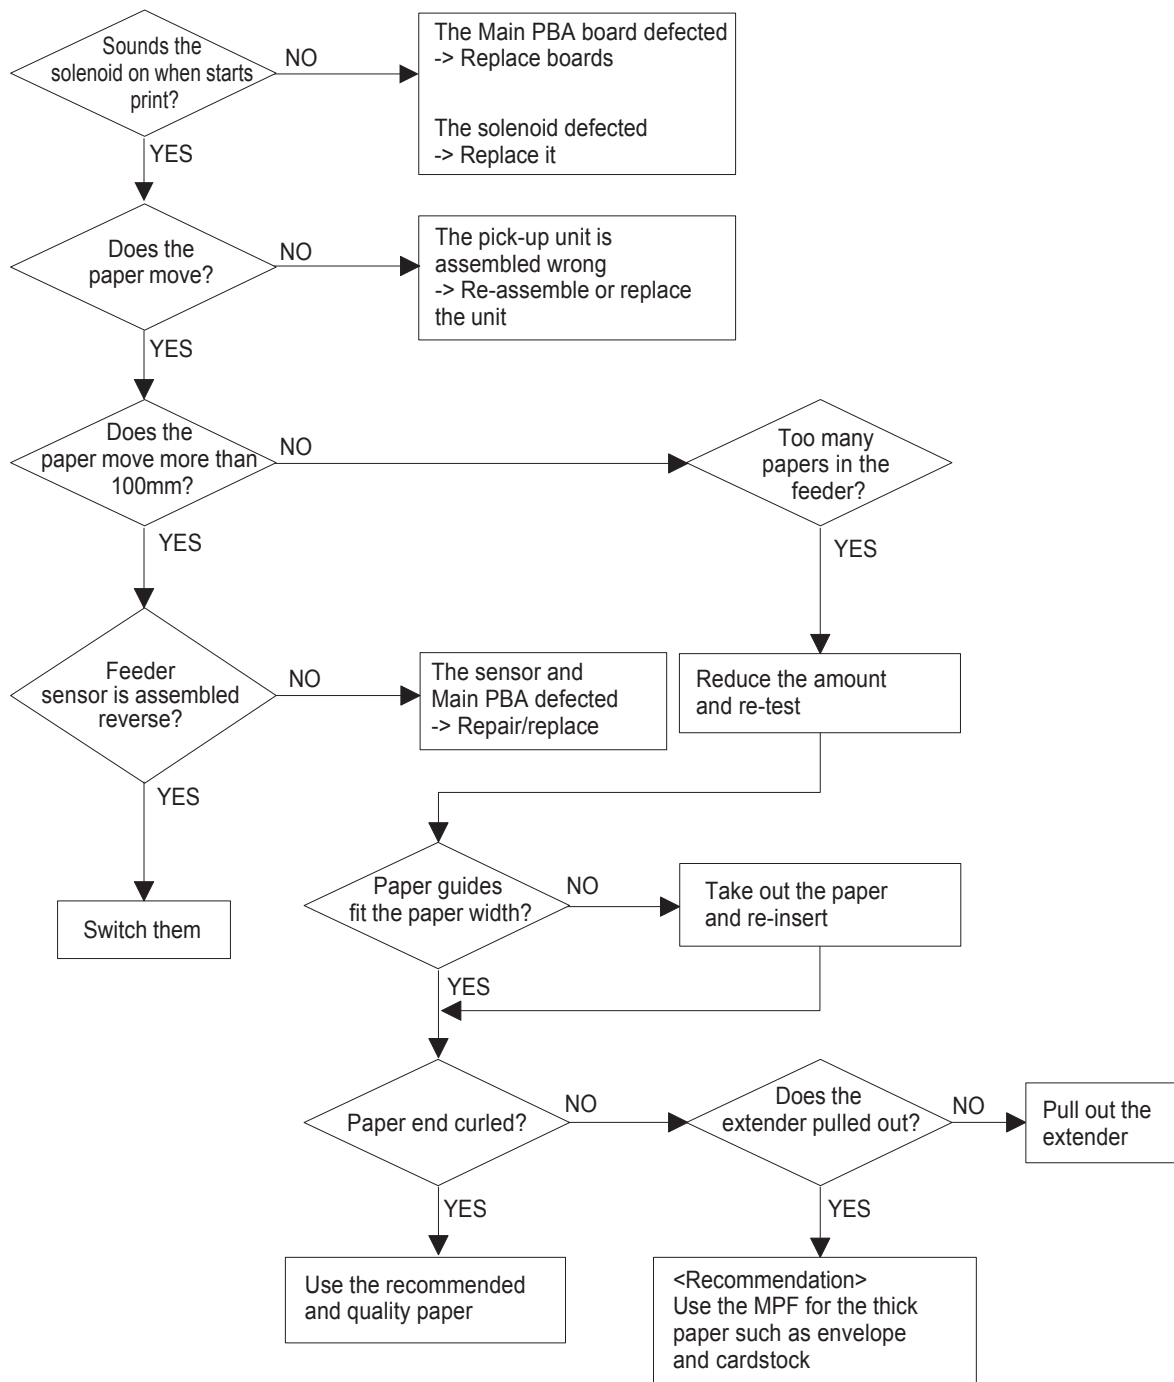 Sounds the
solenoid on when starts
print?
NO
The Main PBA board defected
-> Replace boards
The solenoid defected
-> Replace it
YES
Does the
paper move?
NO
The pick-up unit is
assembled wrong
-> Re-assemble or replace
the unit
YES
Does the
paper move more than
100mm?
NO
Too many
papers in the
feeder?
YES
YES
Feeder
sensor is assembled
reverse?
NO
The sensor and
Main PBA defected
-> Repair/replace
Reduce the amount
and re-test
YES
Switch them
Paper guides
fit the paper width?
NO
Take out the paper
and re-insert
YES
Paper end curled?
NO
Does the
extender pulled out?
NO
Pull out the
extender
YES
YES
Use the recommended
and quality paper
<Recommendation>
Use the MPF for the thick
paper such as envelope
and cardstock